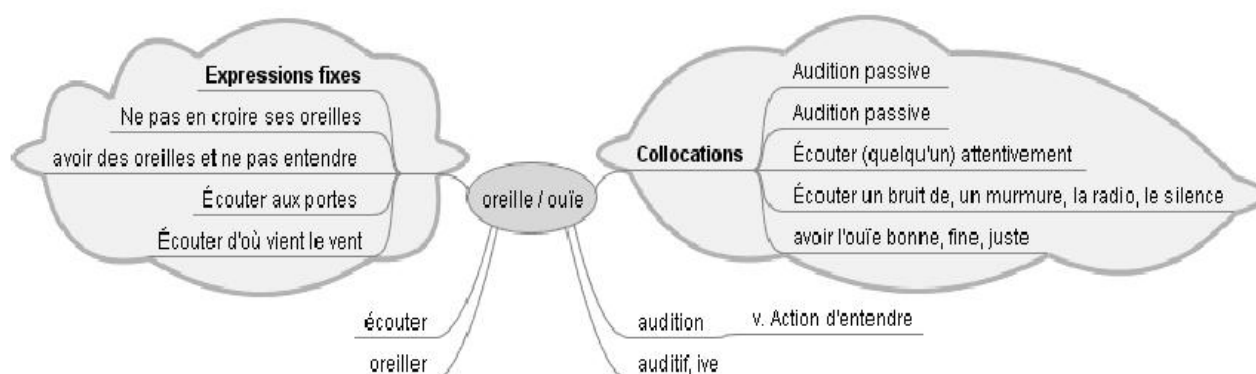 Expressions fixes
Ne pas en croire ses oreilles
avoir des oreilles et ne pas entendre
Écouter aux portes
Écouter d'où vient le vent
oreille / ouïe
Collocations
Audition passive
Audition passive
Écouter (quelqu'un) attentivement
Écouter un bruit de, un murmure, la radio, le silence
avoir l'ouïe bonne, fine, juste
écouter
oreiller
audition
v. Action d'entendre
auditif, ive